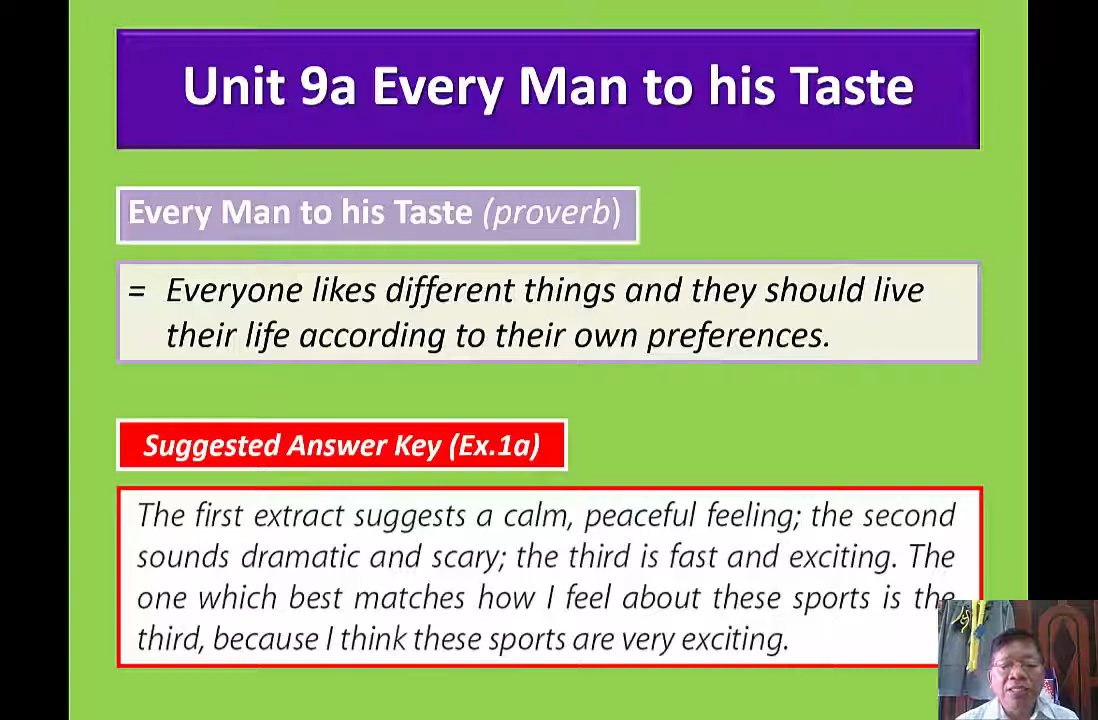 Unit 9a Every Man to his Taste
Every Man to his Taste (proverb)
= Everyone likes different things and they should live
their life according to their own preferences.
Suggested Answer Key (Ex.1a)
The first extract suggests a calm, peaceful feeling; the second
sounds dramatic and scary; the third is fast and exciting. The
one which best matches how I feel about these sports is the
third, because I think these sports are very exciting.